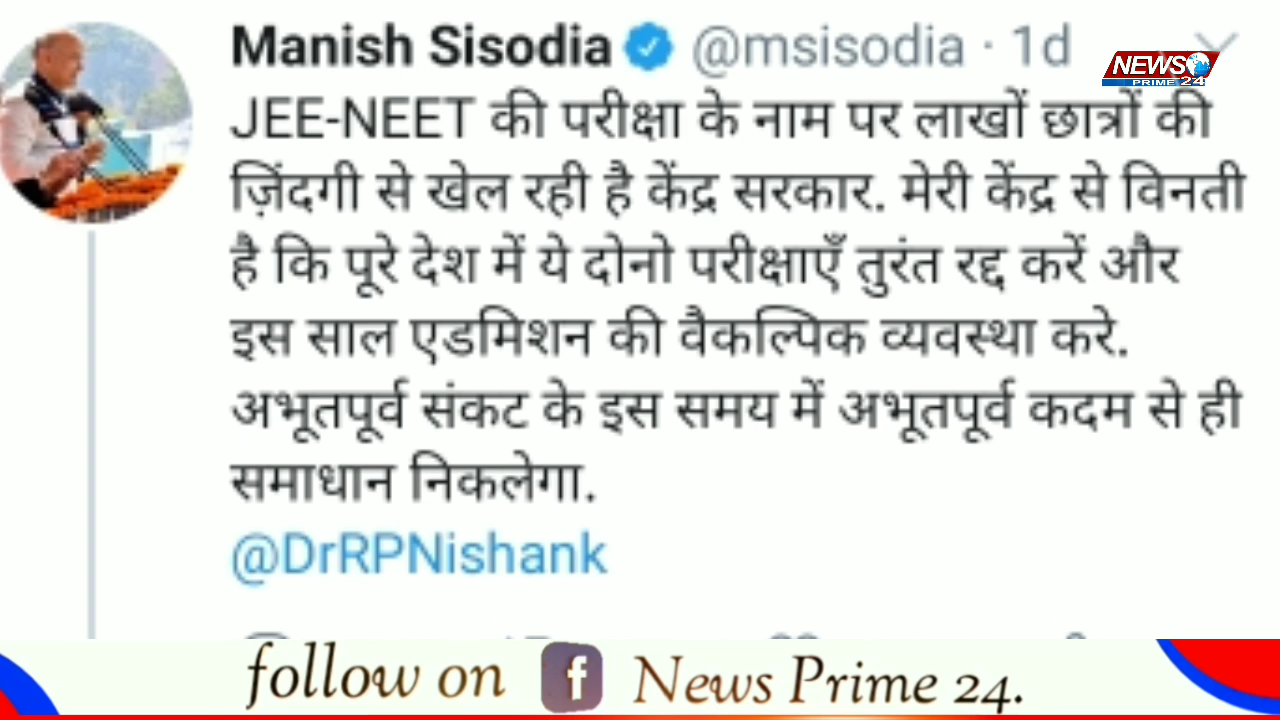 Manish Sisodia @msisodia · 1d
NEWS
PRIME 24
JEE-NEET की परीक्षा के नाम पर लाखों छात्रों की
ज़िंदगी से खेल रही है केंद्र सरकार. मेरी केंद्र से विनती
है कि पूरे देश में ये दोनो परीक्षाएँ तुरंत रद्द करें और
इस साल एडमिशन की वैकल्पिक व्यवस्था करे.
अभूतपूर्व संकट के इस समय में अभूतपूर्व कदम से ही
समाधान निकलेगा.
@DrRPNishank
follow on f News Prime 24.